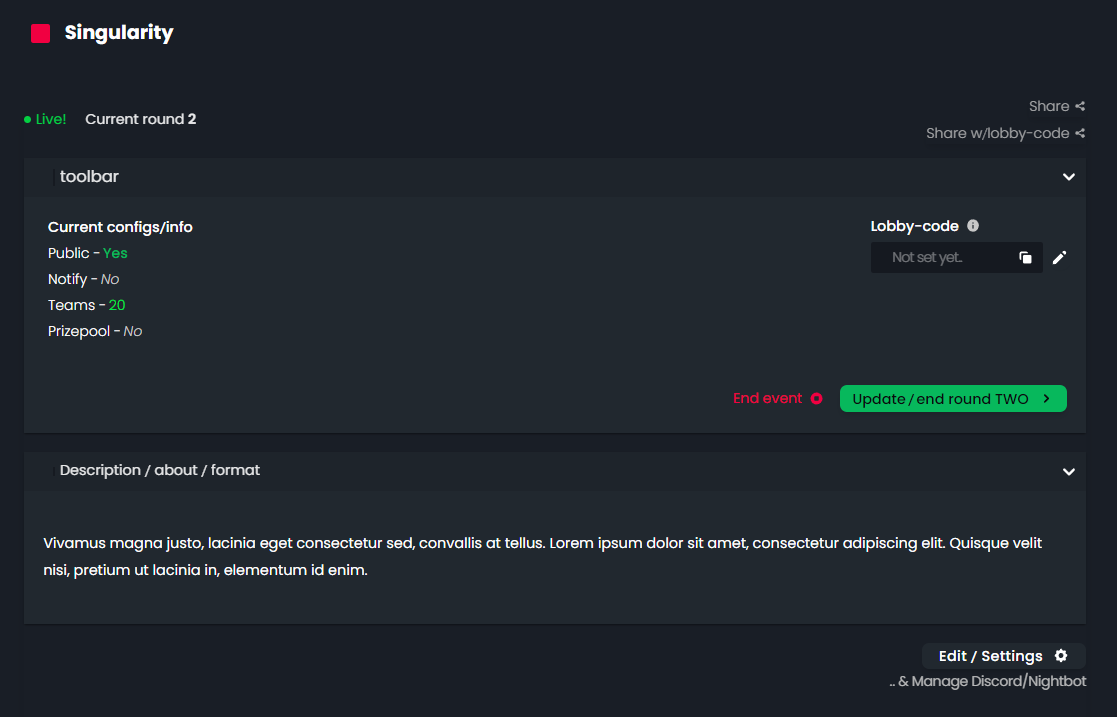 Singularity
Live!
Current round 2
Share
Share w/lobby-code
toolbar
Current configs/info
Public - Yes
Notify - No
Teams - 20
Prizepool - No
Lobby-code
Not set yet..
End event
Update / end round TWO
Description / about / format
Vivamus magna justo, lacinia eget consectetur sed, convallis at tellus. Lorem ipsum dolor sit amet, consectetur adipiscing elit. Quisque velit
nisi, pretium ut lacinia in, elementum id enim.
Edit / Settings
.. & Manage Discord/Nightbot